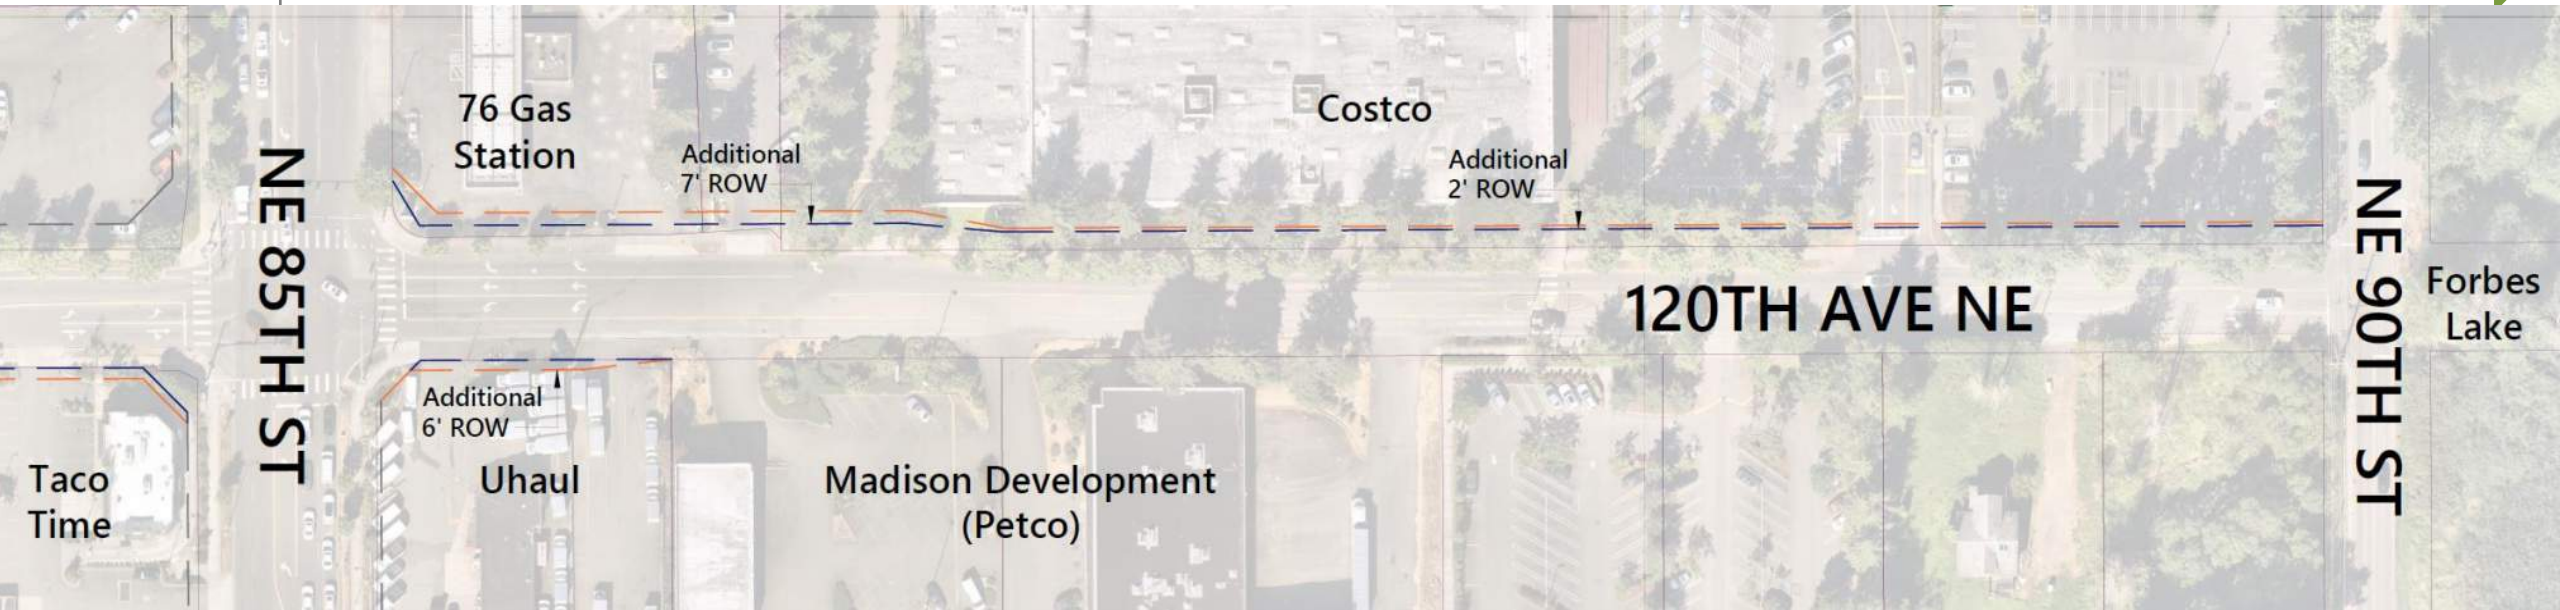 76 Gas
Station
Costco
Additional
7' ROW
Additional
2' ROW
NE 85TH ST
120TH AVE NE
NE 90TH ST
Forbes
Lake
Additional
6' ROW
Taco
Time
Uhaul
Madison Development
(Petco)